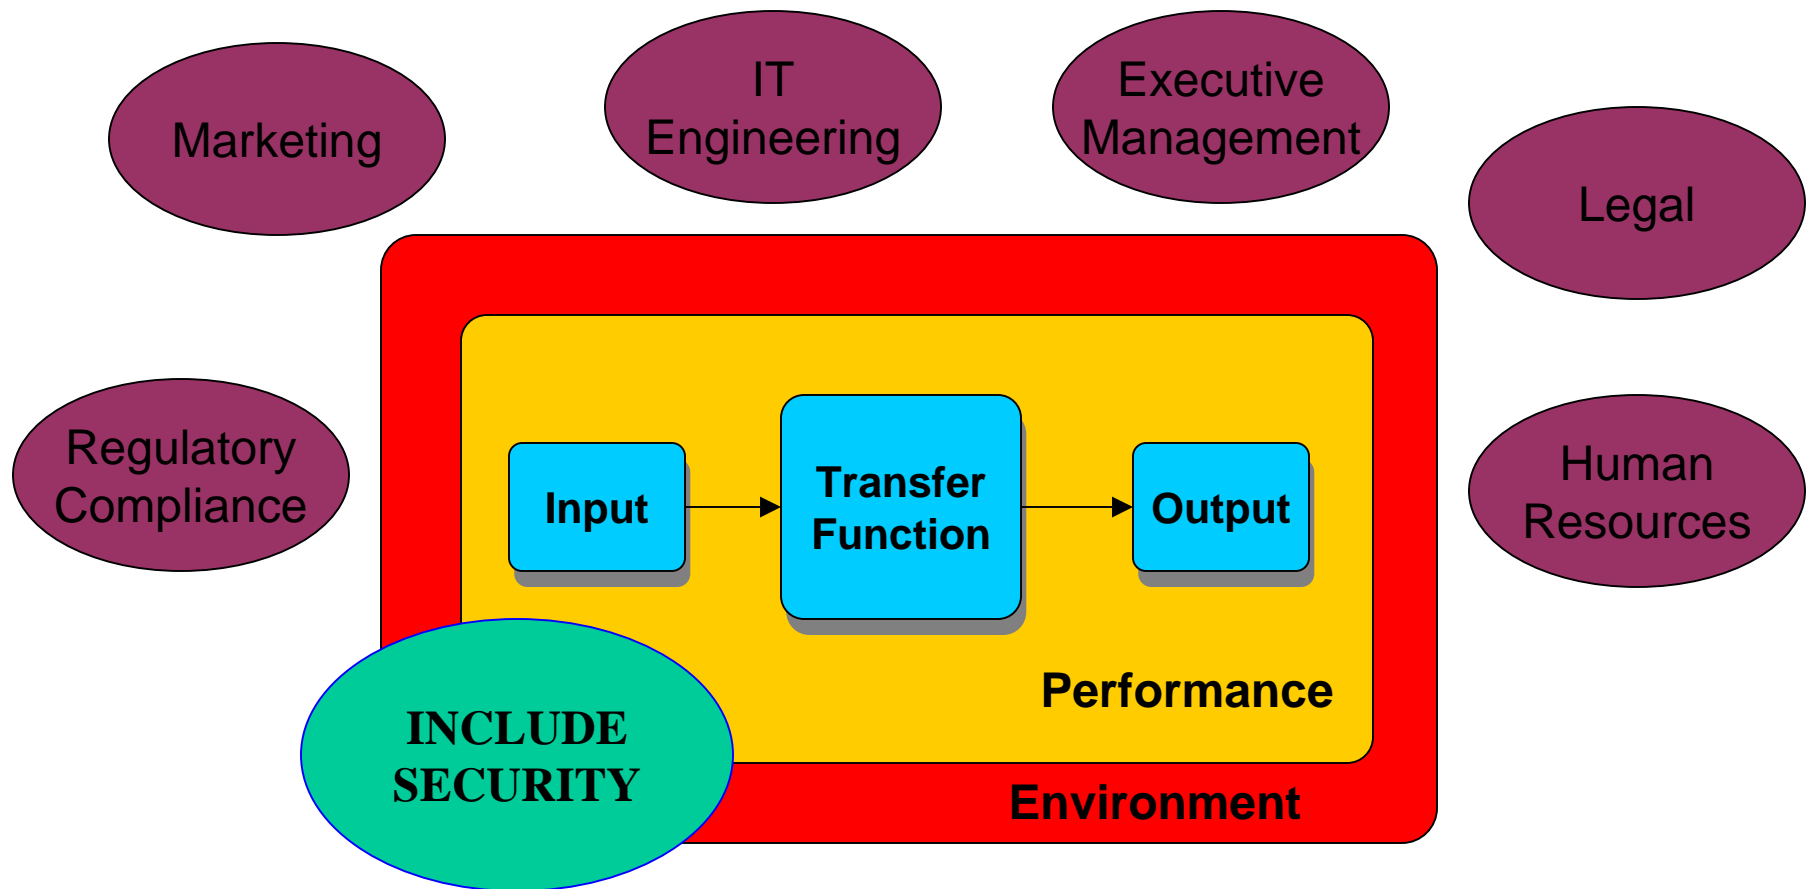 IT
Engineering
Executive
Management
Marketing
Legal
Regulatory
Compliance
Input
Transfer
Function
Output
Human
Resources
Performance
INCLUDE
SECURITY
Environment